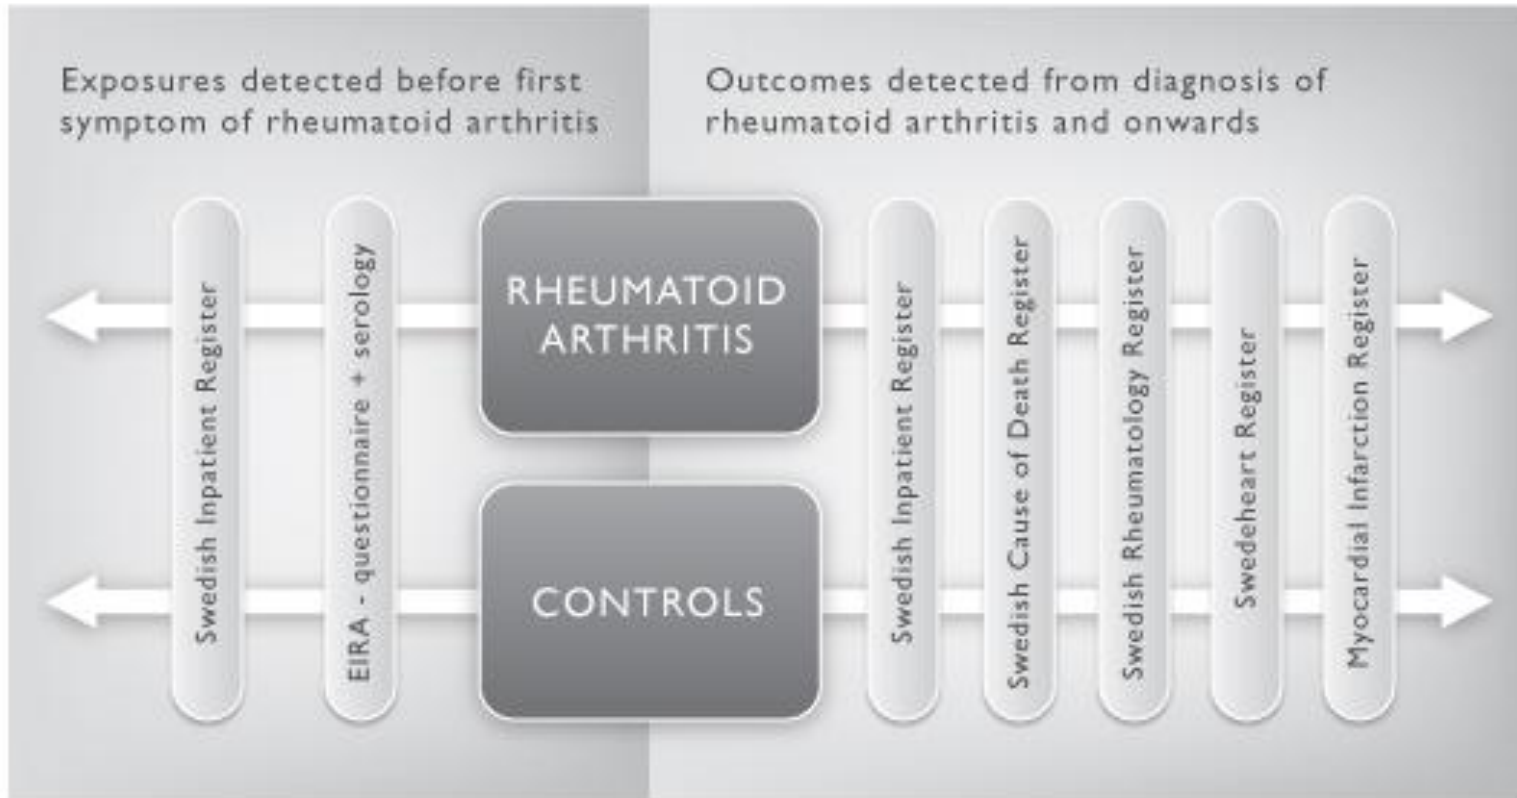 Exposures detected before first
symptom of rheumatoid arthritis
Outcomes detected from diagnosis of
rheumatoid arthritis and onwards
Swedish Inpatient Register
EIRA - questionnaire + serology
RHEUMATOID
ARTHRITIS
CONTROLS
Swedish Inpatient Register
Swedish Cause of Death Register
Swedish Rheumatology Register
Swedeheart Register
Myocardial Infarction Register